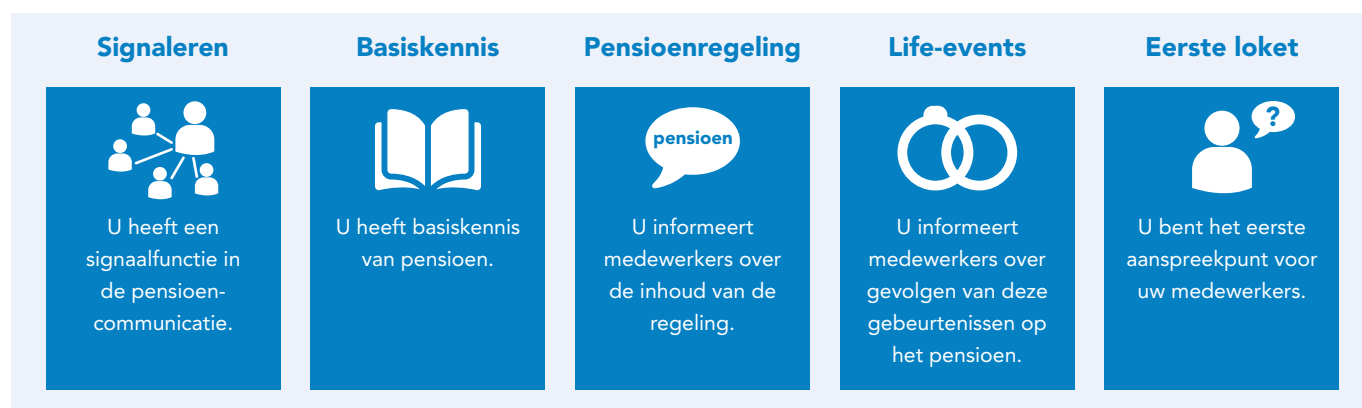 Signaleren
U heeft een
signaalfunctie in
de pensioen-
communicatie.
Basiskennis
U heeft basiskennis
van pensioen.
Pensioenregeling
pensioen
U informeert
medewerkers over
de inhoud van de
regeling.
Life-events
U informeert
medewerkers over
gevolgen van deze
gebeurtenissen op
het pensioen.
Eerste loket
?
U bent het eerste
aanspreekpunt voor
uw medewerkers.